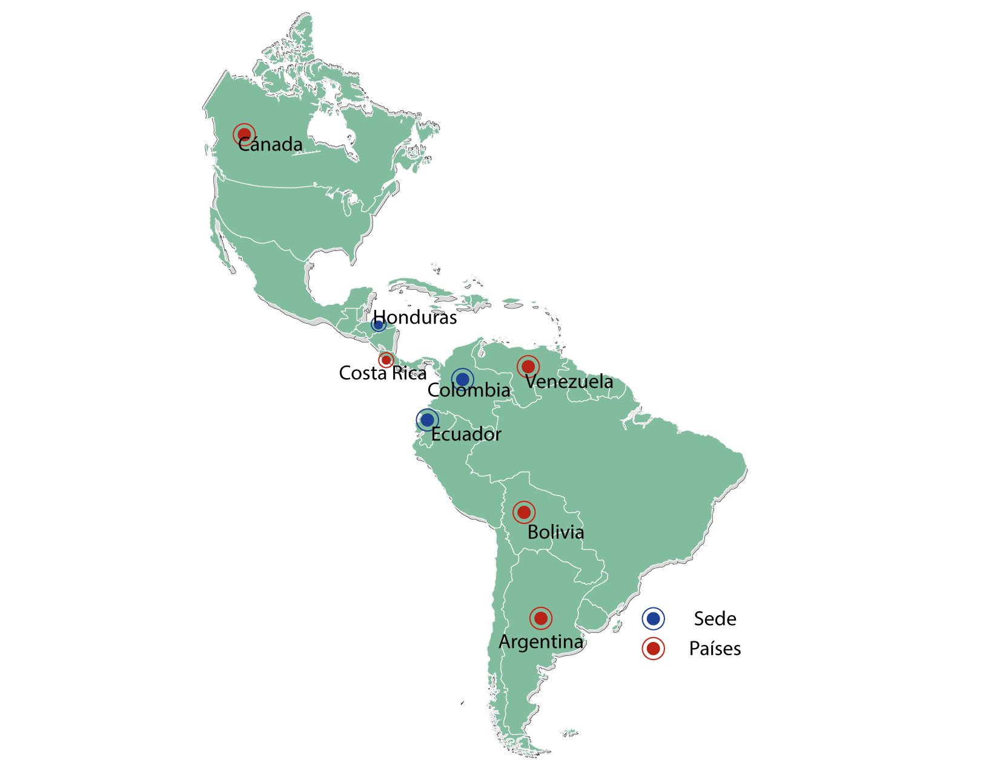 Cánada
Honduras
Costa Rica
Colombia
Venezuela
Ecuador
Bolivia
Argentina
Sede
Países